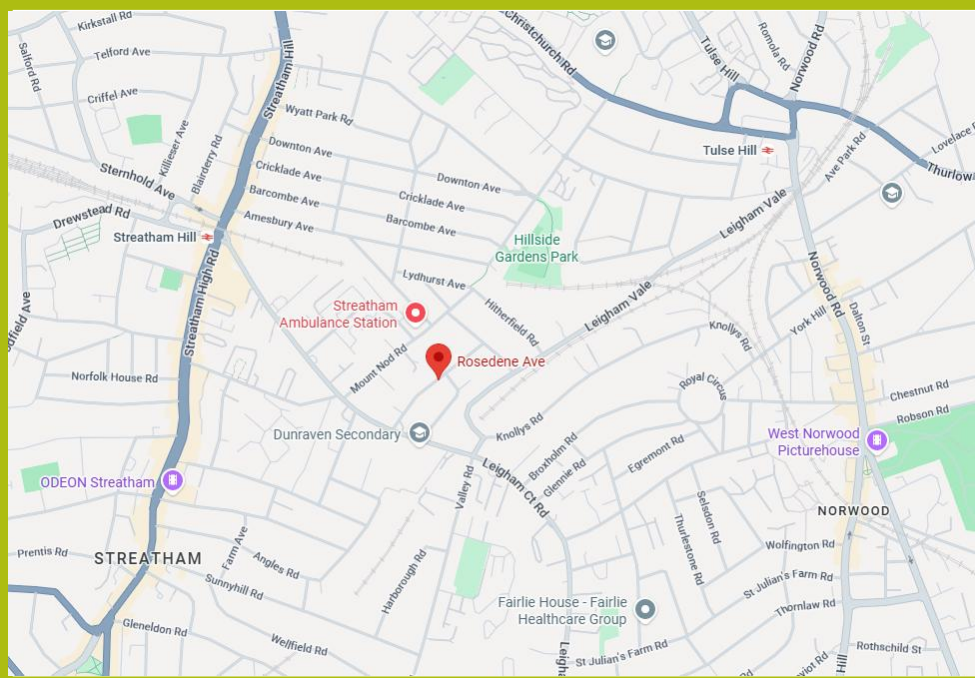 Kirkstall Rd
Telford Ave
Salford Rd
Criffel Ave
Killieser Ave
Blairderry Rd
Streatham Hill
Christchurch Rd
Tulse Hill
Romola Rd
Norwood Rd
Wyatt Park Rd
Downton Ave
Cricklade Ave
Barcombe Ave
Amesbury Ave
Downton Ave
Cricklade Ave
Barcombe Ave
Tulse Hill
Ave Park Rd
Lovelace
Thurlow
Sternhold Ave
Drewstead Rd
Streatham Hill
Streatham High Rd
Hillside
Gardens Park
Leigham Vale
Lydhurst Ave
Hitherfield Rd
Leigham Vale
Streatham
Ambulance Station
Mount Nod Rd
Rosedene Ave
Knollys Rd
Norwood Rd
York Hill
Dalton St
Royal Circus
Chestnut Rd
Robson Rd
Norfolk House Rd
Dunraven Secondary
Knollys Rd
Broxholm Rd
Glennie Rd
Egremont Rd
West Norwood
Picturehouse
ODEON Streatham
Valley Rd
Leigham Ct Rd
Selsdon Rd
Thurlestone Rd
NORWOOD
Wolfington Rd
Prentis Rd
STREATHAM
Farm Ave
Angles Rd
Sunnyhill Rd
Harborough Rd
St Julian's Farm Rd
Thornlaw Rd
Fairlie House - Fairlie
Healthcare Group
Gleneldon Rd
Wellfield Rd
Leigha
St Julian's Farm Rd
Rothschild St
viot Rd
Hill